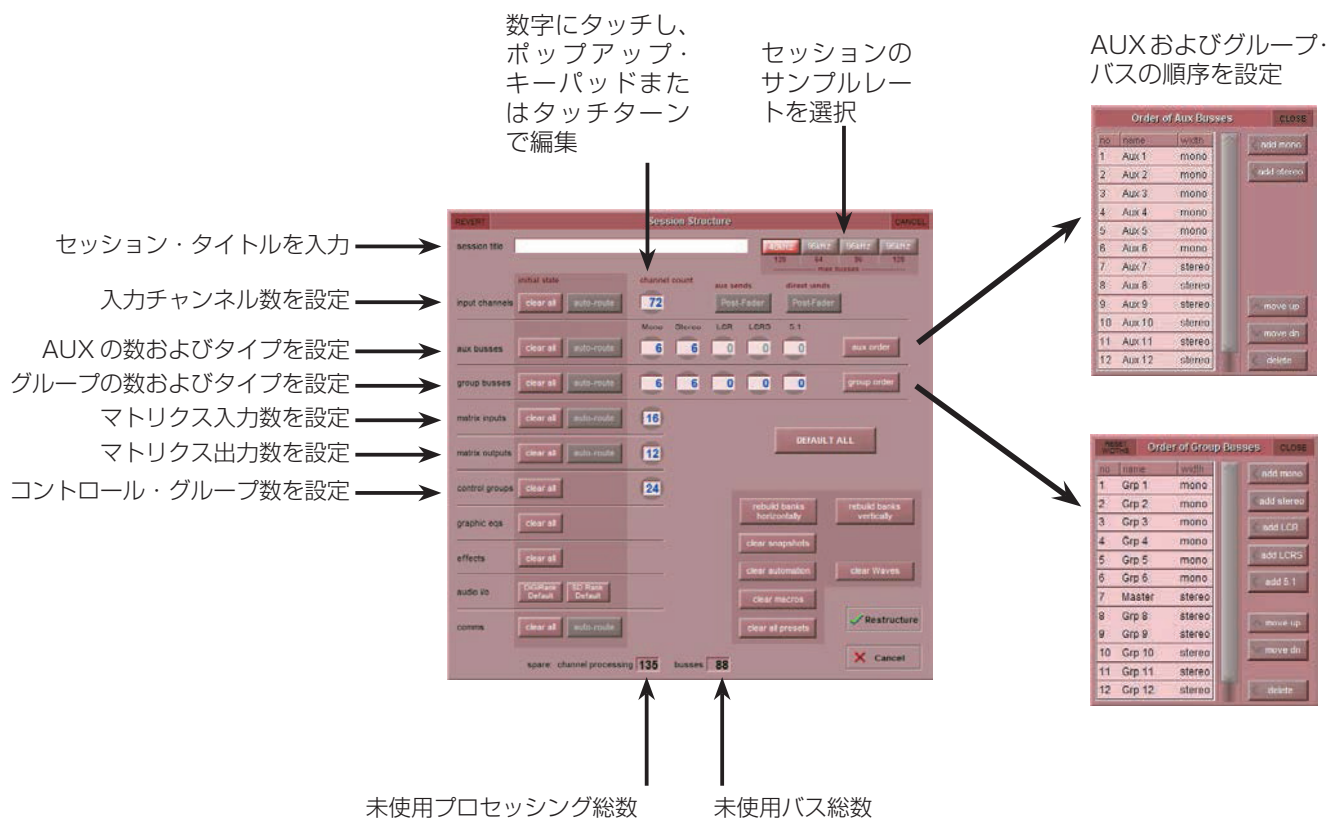 数字にタッチし、
ポップアップ・
キーパッドまた
はタッチターン
で編集
セッションの
サンプルレー
トを選択
AUXおよびグループ・
バスの順序を設定
セッション・タイトルを入力
入力チャンネル数を設定
AUX の数およびタイプを設定
グループの数およびタイプを設定
マトリクス入力数を設定
マトリクス出力数を設定
コントロール・グループ数を設定
REVERT Session Structure CANCEL
session title 48kHz 96kHz 96kHz 96kHz
128 64 96 128
max busses
initial state channel count aux sends direct sends
input channels clear all auto-route 72 Post-Fader Post-Fader
Mono Stereo LCR LCRS 5.1
aux busses clear all auto-route 6 6 0 0 0 aux order
group busses clear all auto-route 6 6 0 0 0 group order
matrix inputs clear all auto-route 16
DEFAULT ALL
matrix outputs clear all auto-route 12
control groups clear all 24
graphic eqs clear all
effects clear all
audio i/o DiGiRack Default SD Rack Default
comms clear all auto-route
rebuild banks horizontally
rebuild banks vertically
clear snapshots
clear automation clear Waves
clear macros
clear all presets
Restructure
Cancel
spare: channel processing 135 busses 88
Order of Aux Busses CLOSE
no name width
1 Aux 1 mono
2 Aux 2 mono
3 Aux 3 mono
4 Aux 4 mono
5 Aux 5 mono
6 Aux 6 mono
7 Aux 7 stereo
8 Aux 8 stereo
9 Aux 9 stereo
10 Aux 10 stereo
11 Aux 11 stereo
12 Aux 12 stereo
add mono
add stereo
move up
move dn
delete
Order of Group Busses CLOSE
no name width
1 Grp 1 mono
2 Grp 2 mono
3 Grp 3 mono
4 Grp 4 mono
5 Grp 5 mono
6 Grp 6 mono
7 Master stereo
8 Grp 8 stereo
9 Grp 9 stereo
10 Grp 10 stereo
11 Grp 11 stereo
12 Grp 12 stereo
add mono
add stereo
add LCR
add LCRS
add 5.1
move up
move dn
delete
未使用プロセッシング総数
未使用バス総数